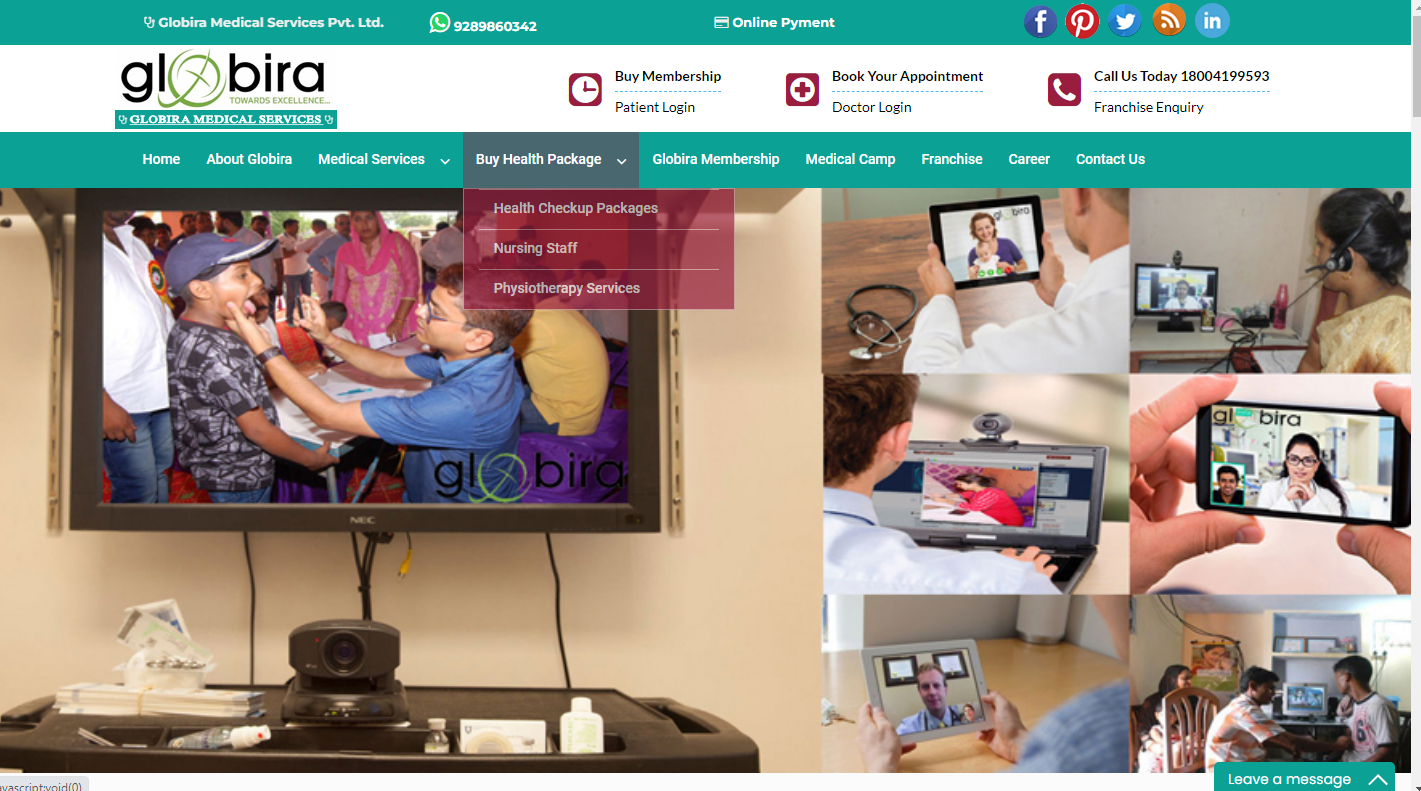 Globira Medical Services Pvt. Ltd.
9289860342
Online Pyment
globira
TOWARDS EXCELLENCE...
GLOBIRA MEDICAL SERVICES
Buy Membership
Patient Login
Book Your Appointment
Doctor Login
Call Us Today 18004199593
Franchise Enquiry
Home
About Globira
Medical Services
Buy Health Package
Globira Membership
Medical Camp
Franchise
Career
Contact Us
Health Checkup Packages
Nursing Staff
Physiotherapy Services
globira
NEC
globira
globira
Leave a message
avascript:void(0)